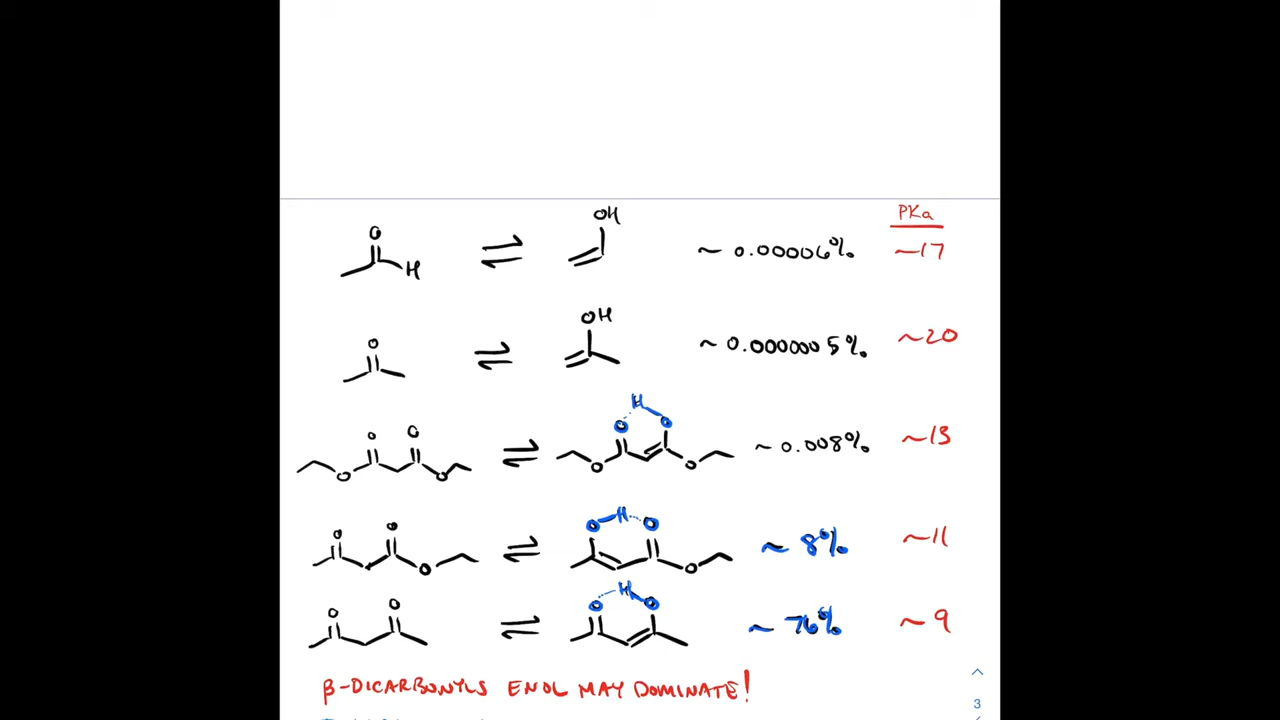 PKa
OH
O
H
~ 0.00006%
~17
OH
O
~ 0.0000005%
~20
H
O O O O
O O O O
~ 0.008%
~13
O H O
O O
O O
~ 8%
~11
H
O O O O
~ 76%
~9
β-DICARBONYLS ENOL MAY DOMINATE!
3